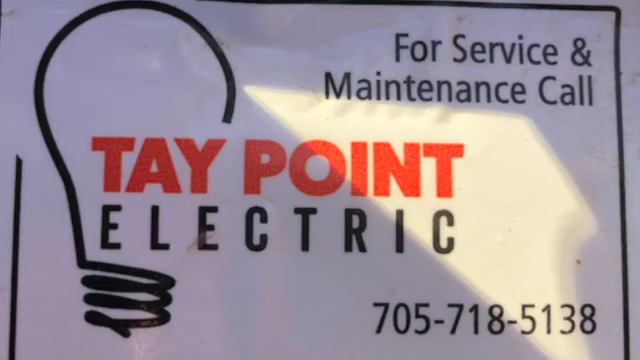 For Service &
Maintenance Call
TAY POINT
ELECTRIC
705-718-5138